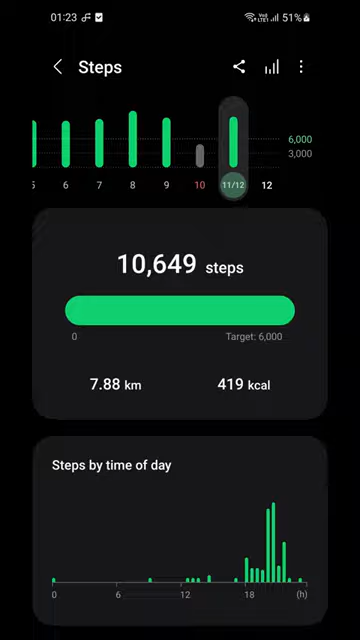 01:23 51%
Steps
6,000
3,000
5 6 7 8 9 10 11/12 12
10,649 steps
0 Target: 6,000
7.88 km 419 kcal
Steps by time of day
0 6 12 18 (h)